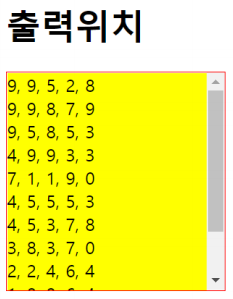 출력위치
9, 9, 5, 2, 8
9, 9, 8, 7, 9
9, 5, 8, 5, 3
4, 9, 9, 3, 3
7, 1, 1, 9, 0
4, 5, 5, 5, 3
4, 5, 3, 7, 8
3, 8, 3, 7, 0
2, 2, 4, 6, 4